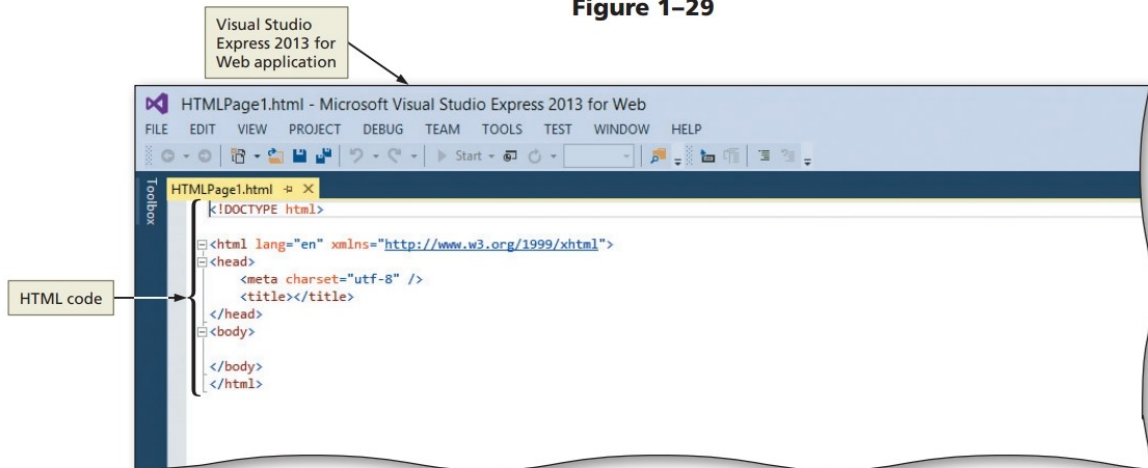 Figure 1–29
Visual Studio
Express 2013 for
Web application
HTMLPage1.html - Microsoft Visual Studio Express 2013 for Web
FILE EDIT VIEW PROJECT DEBUG TEAM TOOLS TEST WINDOW HELP
Start
Toolbox
HTMLPage1.html
<!DOCTYPE html>
<html lang="en" xmlns="http://www.w3.org/1999/xhtml">
<head>
<meta charset="utf-8" />
<title></title>
</head>
<body>
</body>
</html>
HTML code